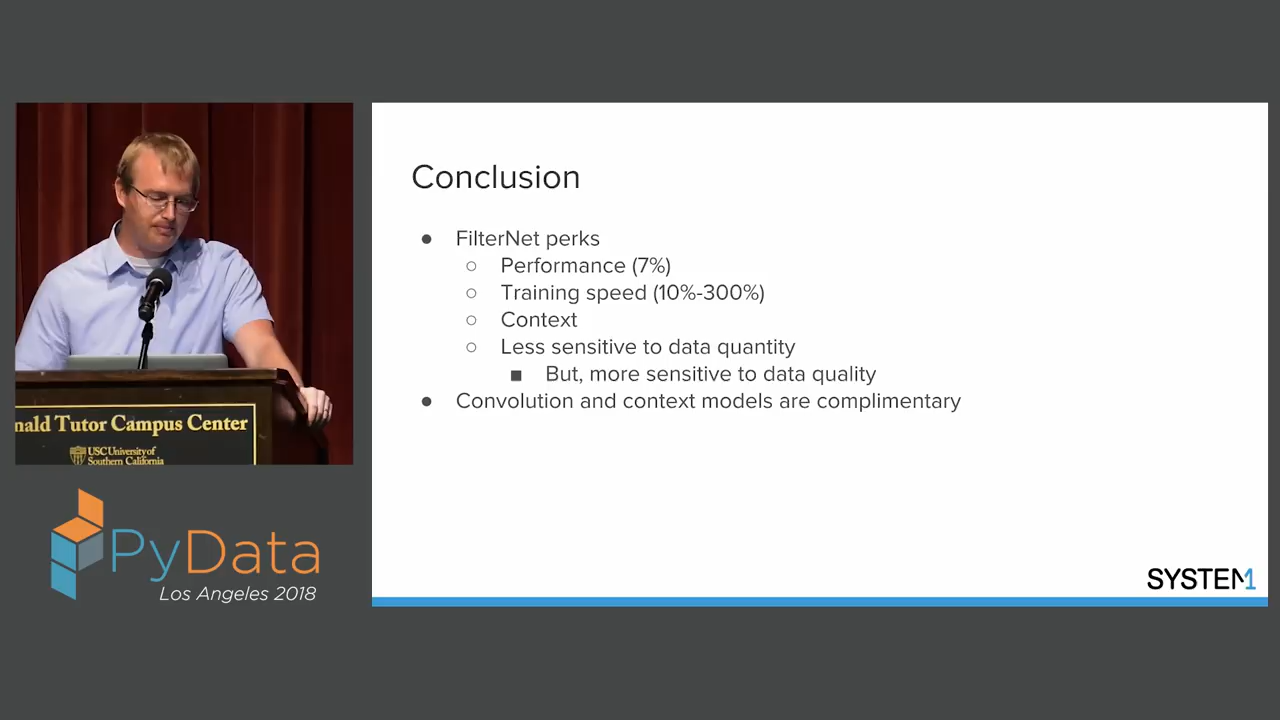 Conclusion
● FilterNet perks
○ Performance (7%)
○ Training speed (10%-300%)
○ Context
○ Less sensitive to data quantity
■ But, more sensitive to data quality
● Convolution and context models are complimentary
SYSTEM1
nald Tutor Campus Center
USC University of
Southern California
PyData
Los Angeles 2018